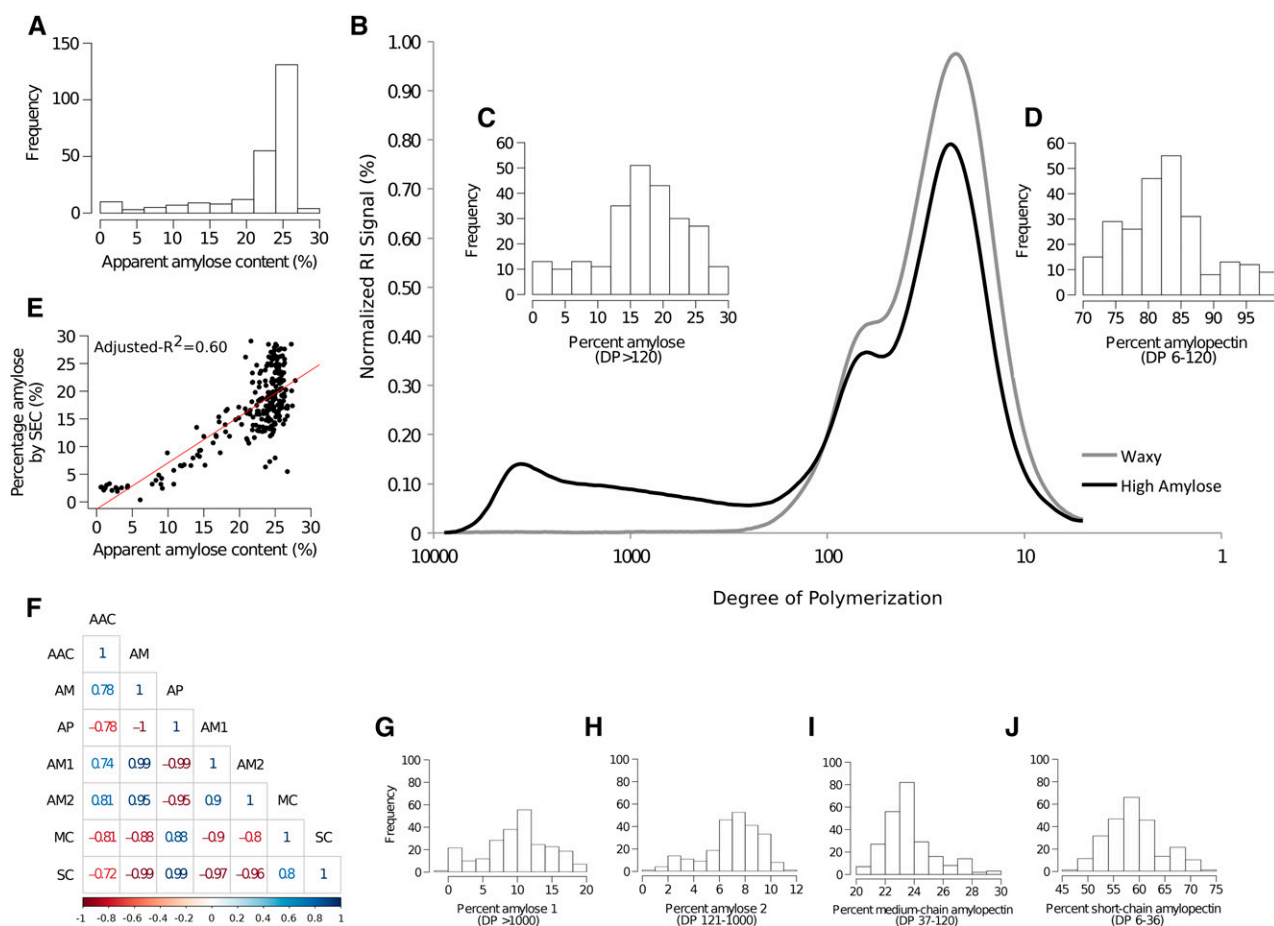 A
150
100
50
0
Frequency
0 5 10 15 20 25 30
Apparent amylose content (%)
B
1.00
0.90
0.80
0.70
0.60
0.50
0.40
0.30
0.20
0.10
0
Normalized RI Signal (%)
10000 1000 100 10 1
Degree of Polymerization
Waxy
High Amylose
C
60
50
40
30
20
10
0
Frequency
0 5 10 15 20 25 30
Percent amylose
(DP >120)
D
60
50
40
30
20
10
0
Frequency
70 75 80 85 90 95
Percent amylopectin
(DP 6-120)
E
Adjusted-R²=0.60
30
25
20
15
10
5
0
Percentage amylose
by SEC (%)
0 5 10 15 20 25 30
Apparent amylose content (%)
F
AAC
AAC 1 AM
AM 0.78 1 AP
AP −0.78 −1 1 AM1
AM1 0.74 0.99 −0.99 1 AM2
AM2 0.81 0.95 −0.95 0.9 1 MC
MC −0.81 −0.88 0.88 −0.9 −0.8 1 SC
SC −0.72 −0.99 0.99 −0.97 −0.96 0.8 1
-1 -0.8 -0.6 -0.4 -0.2 0 0.2 0.4 0.6 0.8 1
G
100
80
60
40
20
0
Frequency
0 5 10 15 20
Percent amylose 1
(DP >1000)
H
100
80
60
40
20
0
0 2 4 6 8 10 12
Percent amylose 2
(DP 121-1000)
I
100
80
60
40
20
0
20 22 24 26 28 30
Percent medium-chain amylopectin
(DP 37-120)
J
100
80
60
40
20
0
45 50 55 60 65 70 75
Percent short-chain amylopectin
(DP 6-36)